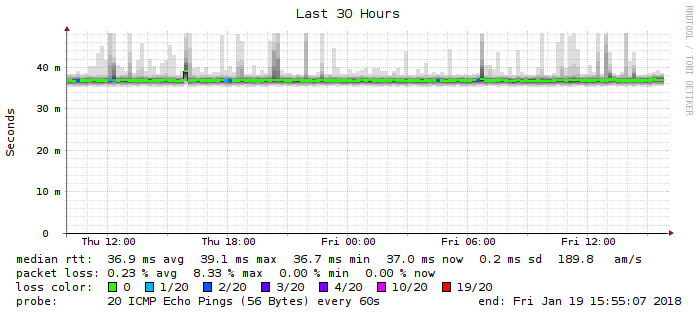 Last 30 Hours
RRDTOOL / TOBI OETIKER
Seconds
40 m
30 m
20 m
10 m
0
Thu 12:00 Thu 18:00 Fri 00:00 Fri 06:00 Fri 12:00
median rtt: 36.9 ms avg 39.1 ms max 36.7 ms min 37.0 ms now 0.2 ms sd 189.8 am/s
packet loss: 0.23 % avg 8.33 % max 0.00 % min 0.00 % now
loss color: 0 1/20 2/20 3/20 4/20 10/20 19/20
probe: 20 ICMP Echo Pings (56 Bytes) every 60s end: Fri Jan 19 15:55:07 2018